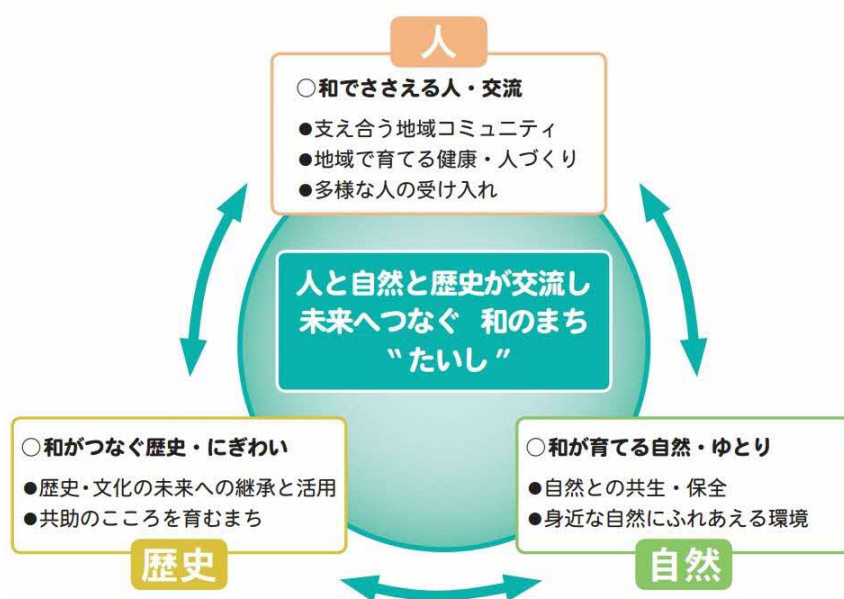 人
○和でささえる人・交流
●支え合う地域コミュニティ
●地域で育てる健康・人づくり
●多様な人の受け入れ
人と自然と歴史が交流し
未来へつなぐ 和のまち
〝たいし〟
○和がつなぐ歴史・にぎわい
●歴史・文化の未来への継承と活用
●共助のこころを育むまち
歴史
○和が育てる自然・ゆとり
●自然との共生・保全
●身近な自然にふれあえる環境
自然